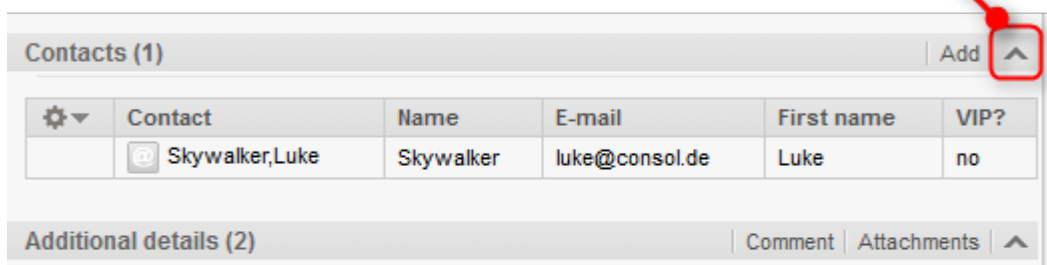 Contacts (1) Add
Contact Name E-mail First name VIP?
@ Skywalker,Luke Skywalker luke@consol.de Luke no
Additional details (2) Comment Attachments